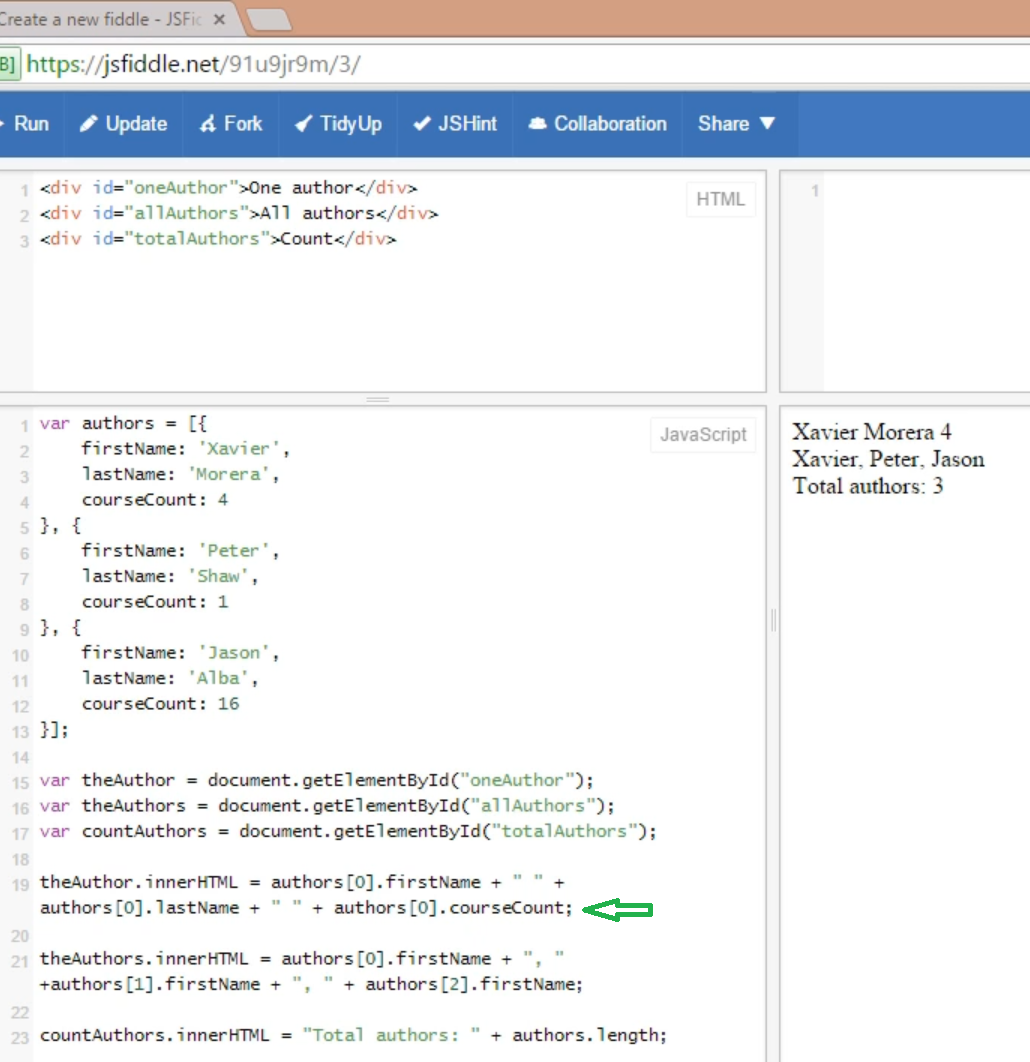 Create a new fiddle - JSFic
B] https://jsfiddle.net/91u9jr9m/3/
Run Update Fork TidyUp JSHint Collaboration Share
1 <div id="oneAuthor">One author</div>
2 <div id="allAuthors">All authors</div>
3 <div id="totalAuthors">Count</div>
HTML
1
1 var authors = [{
2 firstName: 'Xavier',
3 lastName: 'Morera',
4 courseCount: 4
5 }, {
6 firstName: 'Peter',
7 lastName: 'Shaw',
8 courseCount: 1
9 }, {
10 firstName: 'Jason',
11 lastName: 'Alba',
12 courseCount: 16
13 }];
14
15 var theAuthor = document.getElementById("oneAuthor");
16 var theAuthors = document.getElementById("allAuthors");
17 var countAuthors = document.getElementById("totalAuthors");
18
19 theAuthor.innerHTML = authors[0].firstName + " " +
authors[0].lastName + " " + authors[0].courseCount;
20
21 theAuthors.innerHTML = authors[0].firstName + ", "
+authors[1].firstName + ", " + authors[2].firstName;
22
23 countAuthors.innerHTML = "Total authors: " + authors.length;
JavaScript
Xavier Morera 4
Xavier, Peter, Jason
Total authors: 3